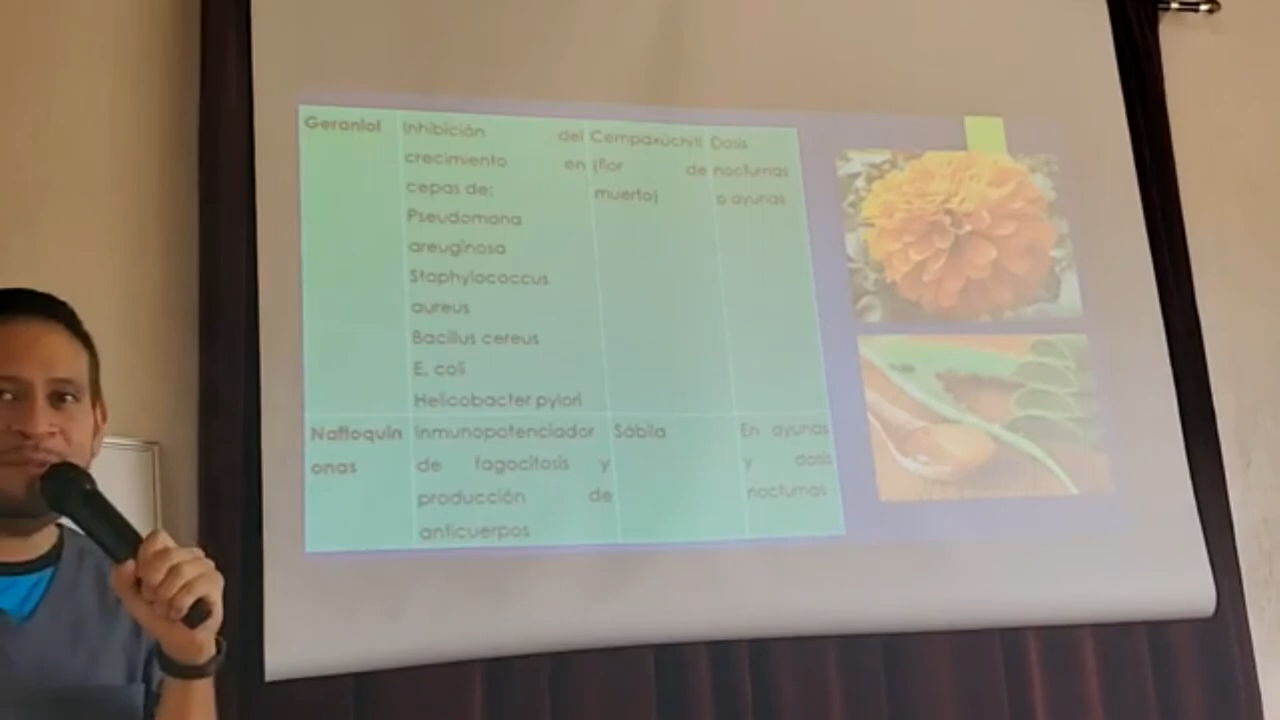 Geraniol
Inhibición del
crecimiento en
cepas de:
Pseudomona
areuginosa
Staphylococcus
aureus
Bacillus cereus
E. coli
Helicobacter pylori
Cempaxúchitl
(flor de
muerto)
Dosis
nocturnas
o ayunas
Naftoquin
onas
Inmunopotenciador
de fagocitosis y
producción de
anticuerpos
Sábila
En ayunas
y dosis
nocturnas